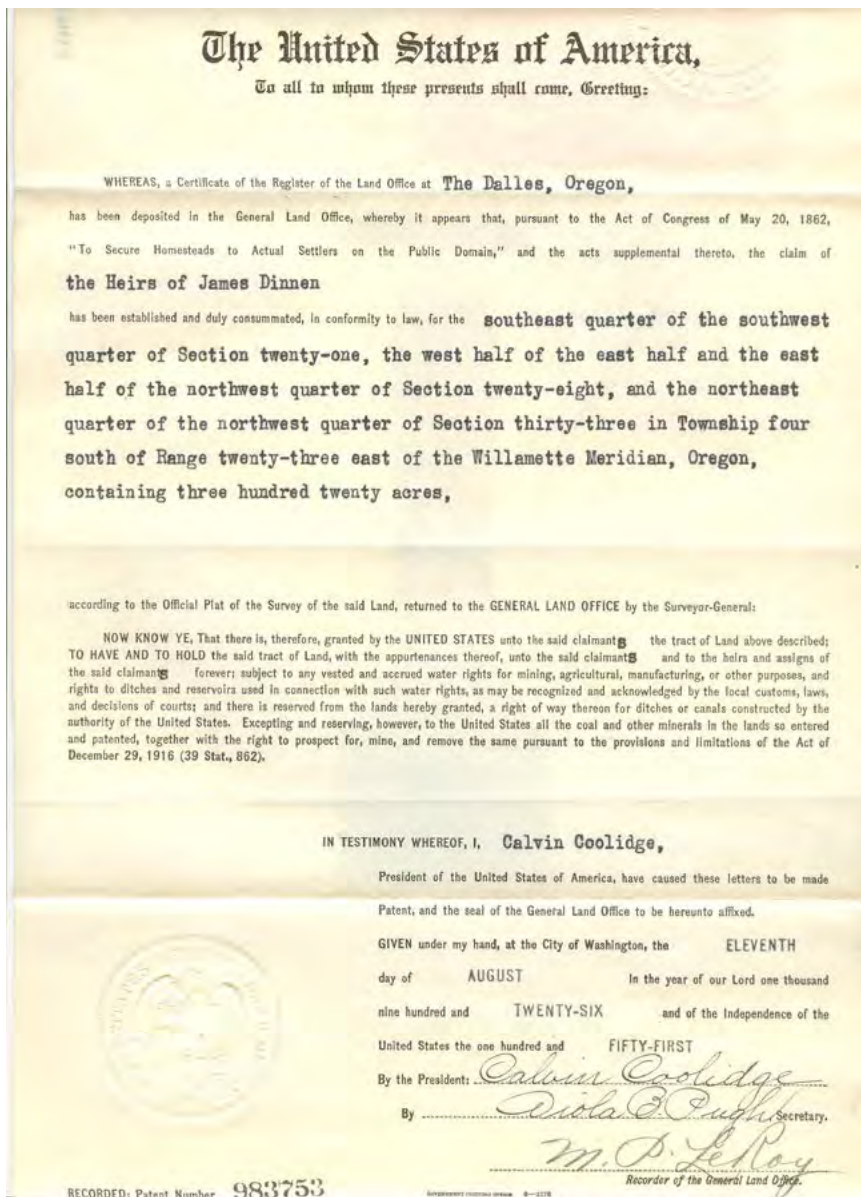 The United States of America,
To all to whom these presents shall come, Greeting:
WHEREAS, a Certificate of the Register of the Land Office at The Dalles, Oregon,
has been deposited in the General Land Office, whereby it appears that, pursuant to the Act of Congress of May 20, 1862,
"To Secure Homesteads to Actual Settlers on the Public Domain," and the acts supplemental thereto, the claim of
the Heirs of James Dinnen
has been established and duly consummated, in conformity to law, for the southeast quarter of the southwest
quarter of Section twenty-one, the west half of the east half and the east
half of the northwest quarter of Section twenty-eight, and the northeast
quarter of the northwest quarter of Section thirty-three in Township four
south of Range twenty-three east of the Willamette Meridian, Oregon,
containing three hundred twenty acres,
according to the Official Plat of the Survey of the said Land, returned to the GENERAL LAND OFFICE by the Surveyor-General:
NOW KNOW YE, That there is, therefore, granted by the UNITED STATES unto the said claimants the tract of Land above described;
TO HAVE AND TO HOLD the said tract of Land, with the appurtenances thereof, unto the said claimants and to the heirs and assigns of
the said claimants forever; subject to any vested and accrued water rights for mining, agricultural, manufacturing, or other purposes, and
rights to ditches and reservoirs used in connection with such water rights, as may be recognized and acknowledged by the local customs, laws,
and decisions of courts; and there is reserved from the lands hereby granted, a right of way thereon for ditches or canals constructed by the
authority of the United States. Excepting and reserving, however, to the United States all the coal and other minerals in the lands so entered
and patented, together with the right to prospect for, mine, and remove the same pursuant to the provisions and limitations of the Act of
December 29, 1916 (39 Stat., 862).
IN TESTIMONY WHEREOF, I, Calvin Coolidge,
President of the United States of America, have caused these letters to be made
Patent, and the seal of the General Land Office to be hereunto affixed.
GIVEN under my hand, at the City of Washington, the ELEVENTH
day of AUGUST in the year of our Lord one thousand
nine hundred and TWENTY-SIX and of the Independence of the
United States the one hundred and FIFTY-FIRST
By the President: Calvin Coolidge
By Viola B. Pugh, Secretary.
M. P. LeRoy
Recorder of the General Land Office.
RECORDED: Patent Number 983753
GOVERNMENT PRINTING OFFICE